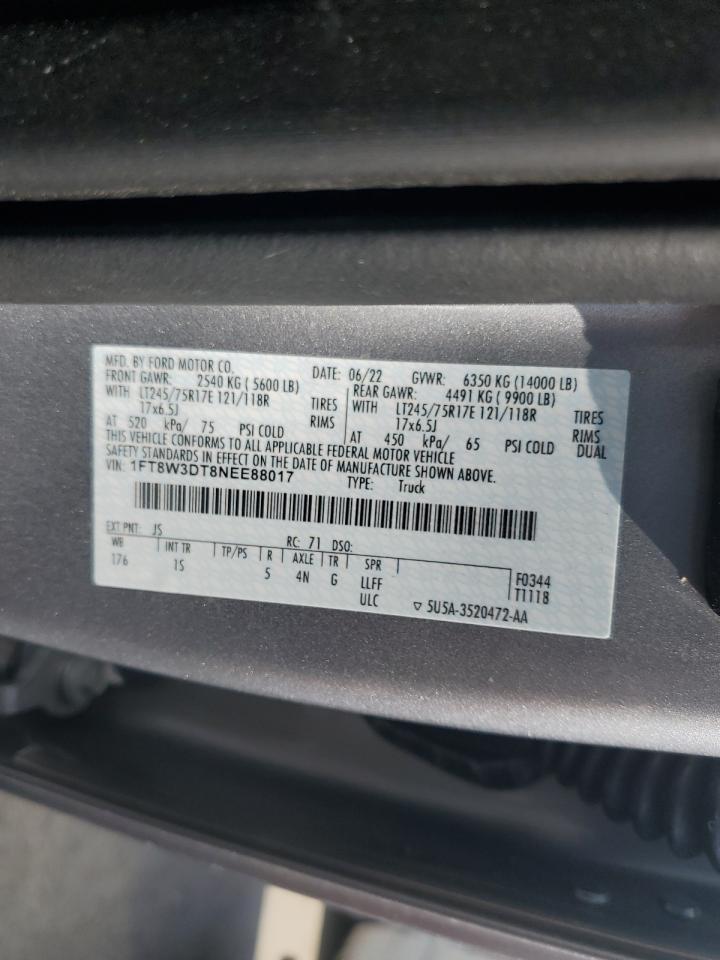 MFD. BY FORD MOTOR CO. DATE: 06/22 GVWR: 6350 KG (14000 LB)
FRONT GAWR: 2540 KG ( 5600 LB) REAR GAWR: 4491 KG ( 9900 LB)
WITH LT245/75R17E 121/118R TIRES WITH LT245/75R17E 121/118R TIRES
17x6.5J RIMS 17x6.5J RIMS
AT 520 kPa/ 75 PSI COLD AT 450 kPa/ 65 PSI COLD DUAL
THIS VEHICLE CONFORMS TO ALL APPLICABLE FEDERAL MOTOR VEHICLE
SAFETY STANDARDS IN EFFECT ON THE DATE OF MANUFACTURE SHOWN ABOVE.
VIN: 1FT8W3DT8NEE88017 TYPE: Truck
EXT PNT: JS RC: 71 DSO:
WB INT TR TP/PS R AXLE TR SPR
176 1S 5 4N G LLFF F0344
ULC T1118
▽ 5U5A-3520472-AA